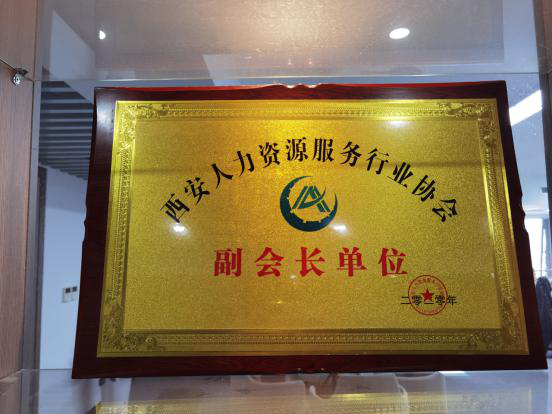 西安人力资源服务行业协会
副会长单位
二零二零年